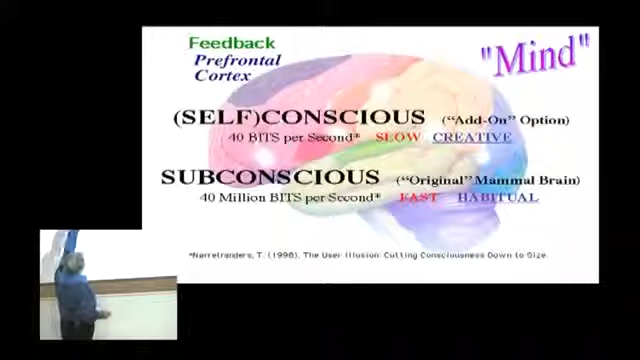 Feedback
Prefrontal
Cortex
"Mind"
(SELF)CONSCIOUS ("Add-On" Option)
40 BITS per Second* SLOW CREATIVE
SUBCONSCIOUS ("Original" Mammal Brain)
40 Million BITS per Second* FAST HABITUAL
*Nørretranders, T. (1998). The User Illusion: Cutting Consciousness Down to Size.